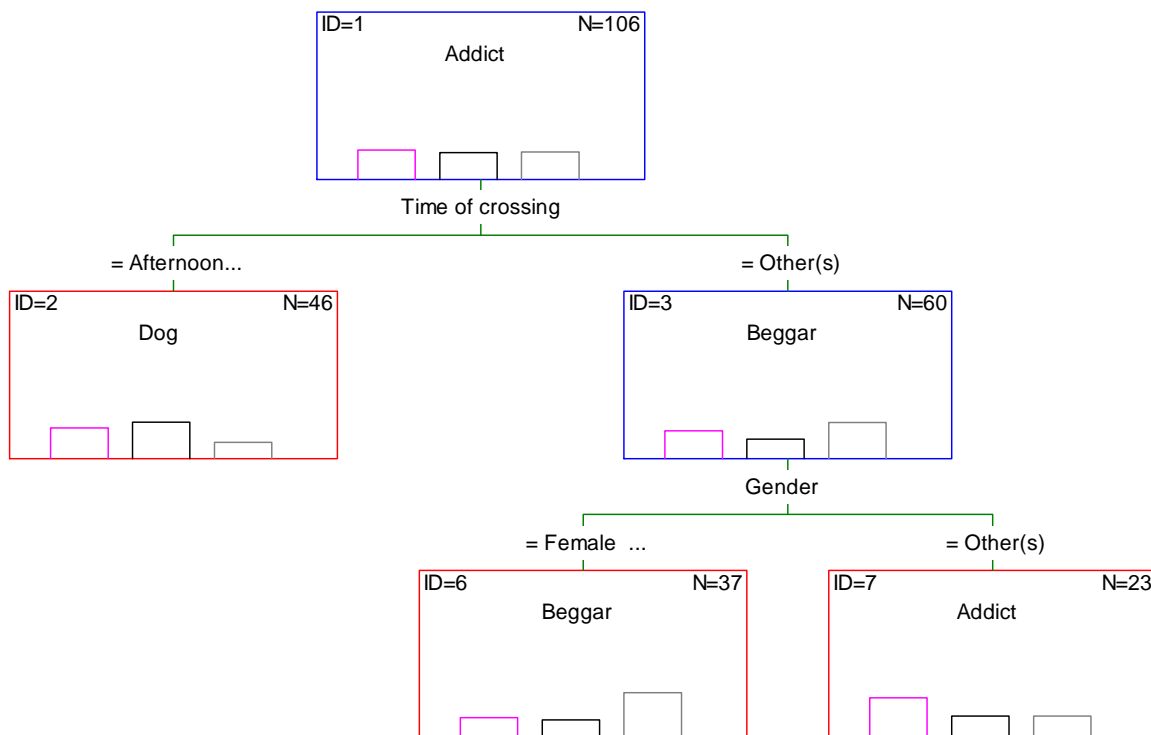 ID=1 N=106
Addict
Time of crossing
= Afternoon... = Other(s)
ID=2 N=46 ID=3 N=60
Dog Beggar
Gender
= Female  ... = Other(s)
ID=6 N=37 ID=7 N=23
Beggar Addict